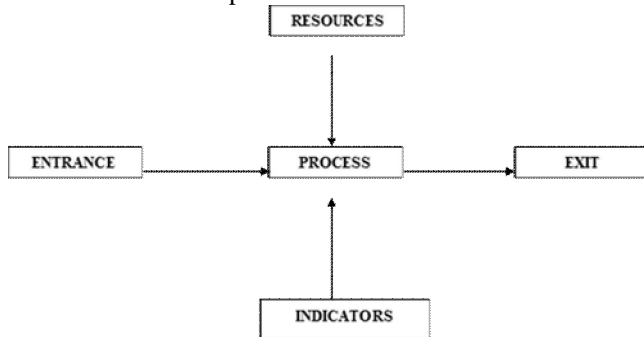 RESOURCES
ENTRANCE
PROCESS
EXIT
INDICATORS